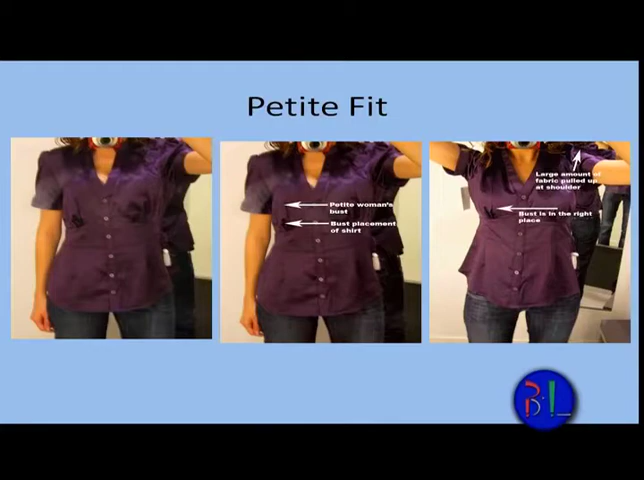 Petite Fit
Petite woman's
bust
Bust placement
of shirt
Large amount of
fabric pulled up
at shoulder
Bust is in the right
place
BL